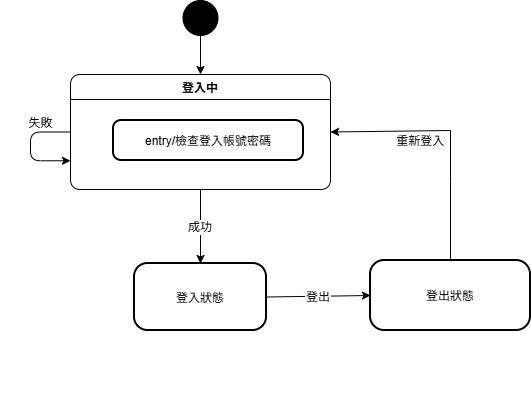 登入中
失敗
entry/檢查登入帳號密碼
重新登入
成功
登入狀態
登出
登出狀態